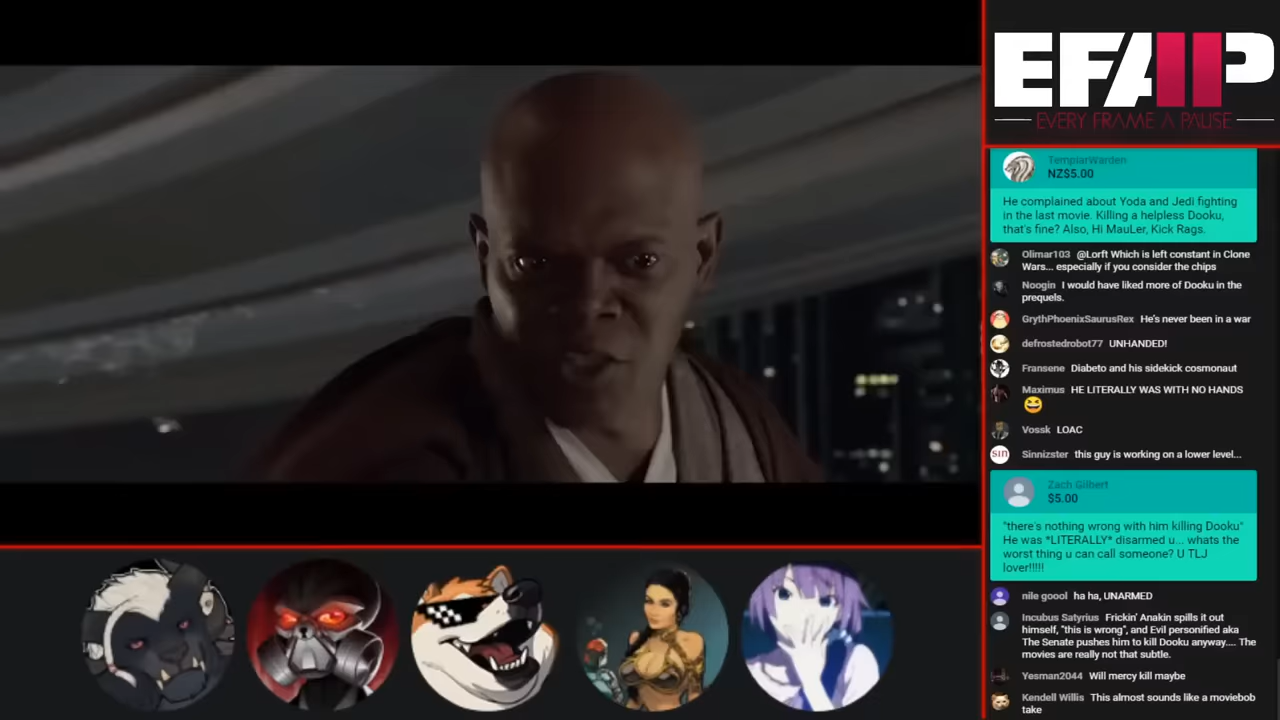 EFAP
EVERY FRAME A PAUSE
TemplarWarden
NZ$5.00
He complained about Yoda and Jedi fighting
in the last movie. Killing a helpless Dooku,
that's fine? Also, Hi MauLer, Kick Rags.
Olimar103 @Lorft Which is left constant in Clone
Wars... especially if you consider the chips
Noogin I would have liked more of Dooku in the
prequels.
GrythPhoenixSaurusRex He's never been in a war
defrostedrobot77 UNHANDED!
Fransene Diabeto and his sidekick cosmonaut
Maximus HE LITERALLY WAS WITH NO HANDS
😆
Vossk LOAC
sin Sinnizster this guy is working on a lower level...
Zach Gilbert
$5.00
"there's nothing wrong with him killing Dooku"
He was *LITERALLY* disarmed u... whats the
worst thing u can call someone? U TLJ
lover!!!!!
nile goool ha ha, UNARMED
Incubus Satyrius Frickin' Anakin spills it out
himself, "this is wrong", and Evil personified aka
The Senate pushes him to kill Dooku anyway.... The
movies are really not that subtle.
Yesman2044 Will mercy kill maybe
Kendell Willis This almost sounds like a moviebob
take